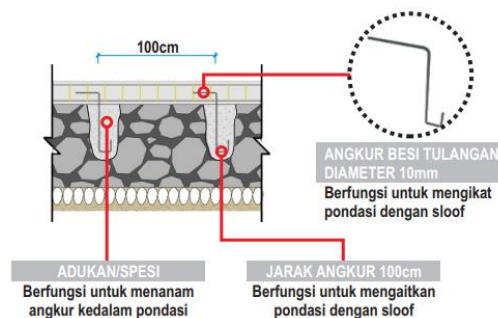 100cm
ANGKUR BESI TULANGAN
DIAMETER 10mm
Berfungsi untuk mengikat
pondasi dengan sloof
ADUKAN/SPESI
Berfungsi untuk menanam
angkur kedalam pondasi
JARAK ANGKUR 100cm
Berfungsi untuk mengaitkan
pondasi dengan sloof